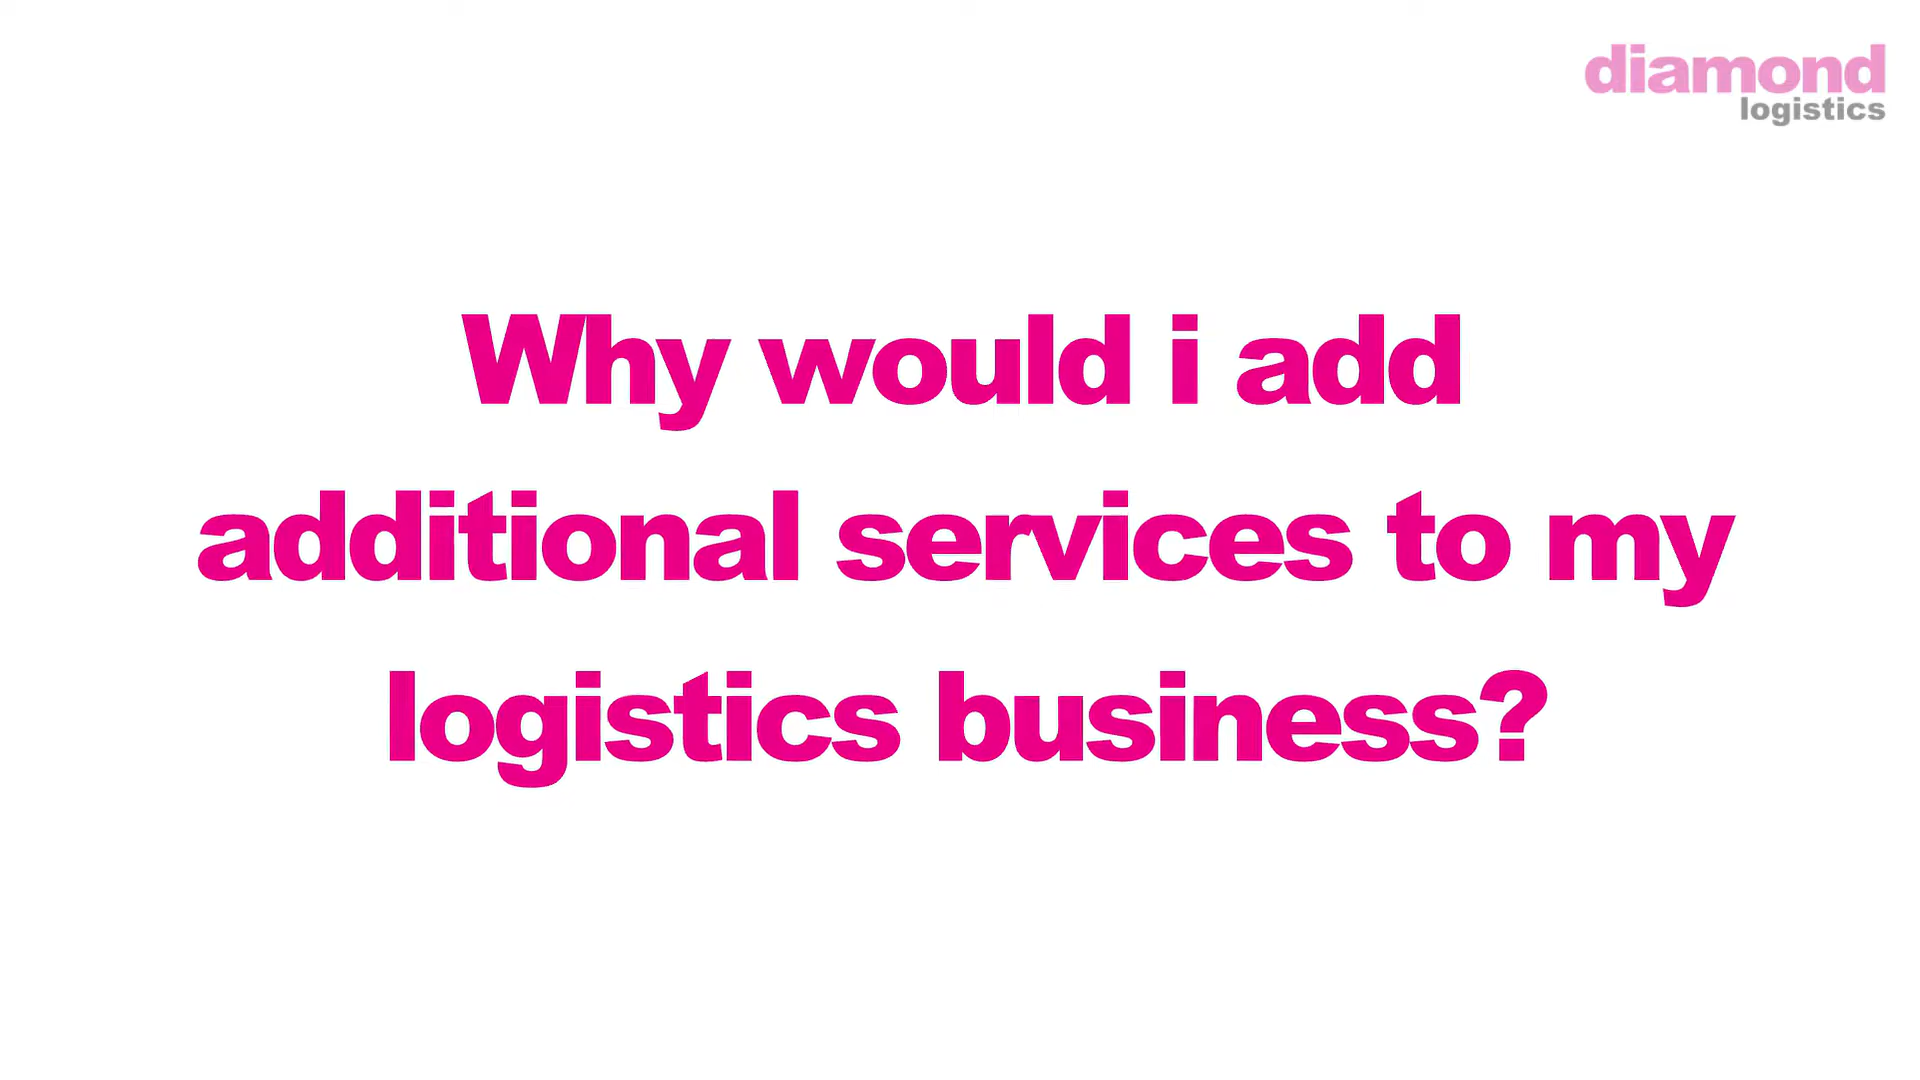 diamond
logistics
Why would i add
additional services to my
logistics business?